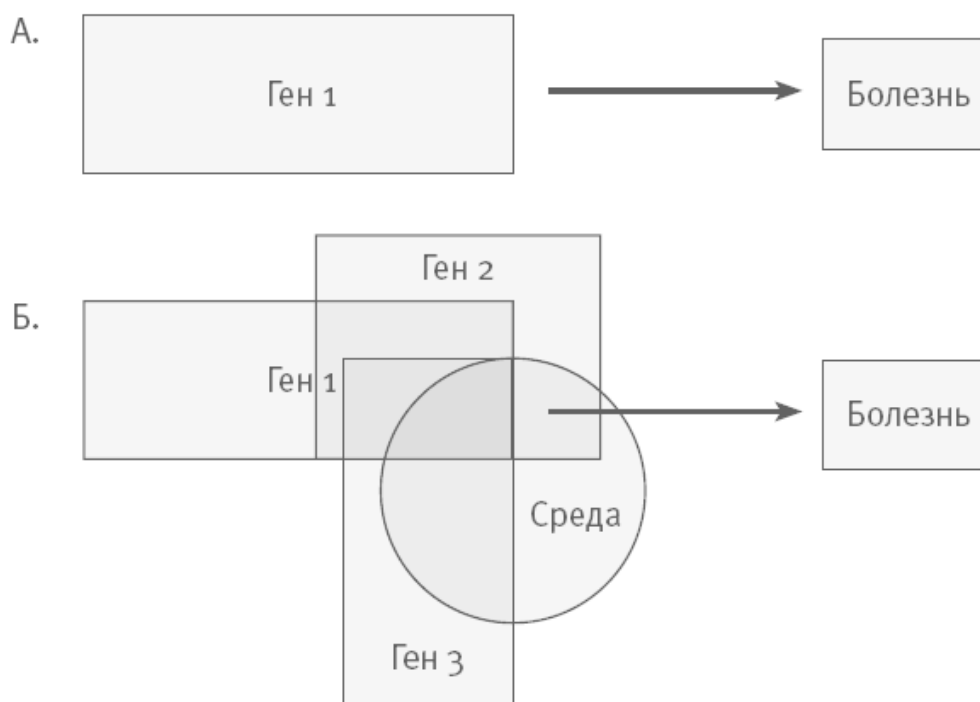 А.
Ген 1
Болезнь
Ген 2
Б.
Ген 1
Болезнь
Среда
Ген 3